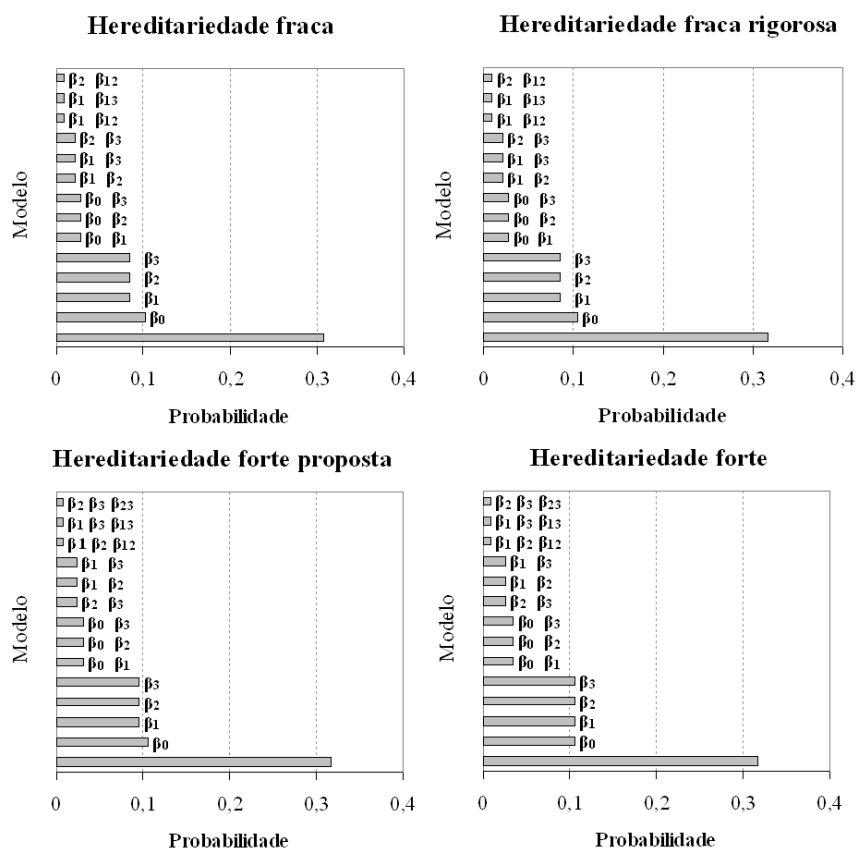 Hereditariedade fraca
β₂ β₁₂
β₁ β₁₃
β₁ β₁₂
β₂ β₃
β₁ β₃
β₁ β₂
β₀ β₃
β₀ β₂
β₀ β₁
β₃
β₂
β₁
β₀
Modelo
0 0,1 0,2 0,3 0,4
Probabilidade
Hereditariedade fraca rigorosa
β₂ β₁₂
β₁ β₁₃
β₁ β₁₂
β₂ β₃
β₁ β₃
β₁ β₂
β₀ β₃
β₀ β₂
β₀ β₁
β₃
β₂
β₁
β₀
Modelo
0 0,1 0,2 0,3 0,4
Probabilidade
Hereditariedade forte proposta
β₂ β₃ β₂₃
β₁ β₃ β₁₃
β1 β₂ β₁₂
β₁ β₃
β₁ β₂
β₂ β₃
β₀ β₃
β₀ β₂
β₀ β₁
β₃
β₂
β₁
β₀
Modelo
0 0,1 0,2 0,3 0,4
Probabilidade
Hereditariedade forte
β₂ β₃ β₂₃
β₁ β₃ β₁₃
β₁ β₂ β₁₂
β₁ β₃
β₁ β₂
β₂ β₃
β₀ β₃
β₀ β₂
β₀ β₁
β₃
β₂
β₁
β₀
Modelo
0 0,1 0,2 0,3 0,4
Probabilidade